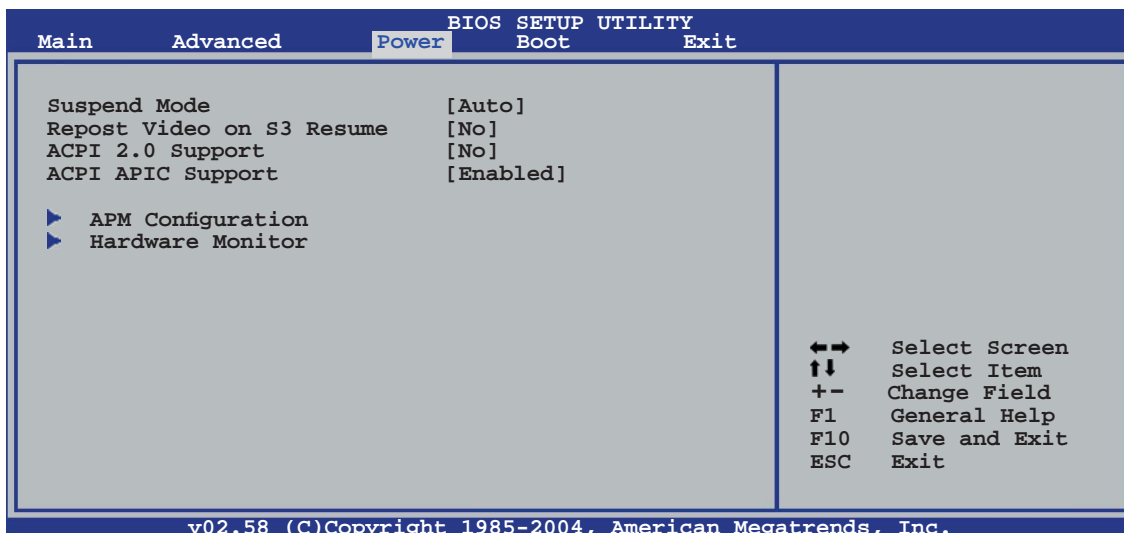 BIOS SETUP UTILITY
Main Advanced Power Boot Exit
Suspend Mode [Auto]
Repost Video on S3 Resume [No]
ACPI 2.0 Support [No]
ACPI APIC Support [Enabled]
APM Configuration
Hardware Monitor
Select Screen
Select Item
+- Change Field
F1 General Help
F10 Save and Exit
ESC Exit
v02.58 (C)Copyright 1985-2004, American Megatrends, Inc.